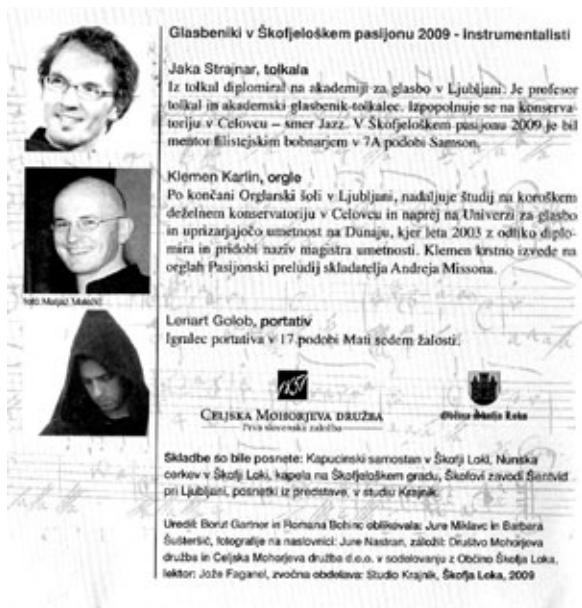 Glasbeniki v Škofjeloškem pasijonu 2009 - Instrumentalisti
Jaka Strajnar, tolkala
Iz tolkal diplomiral na akademiji za glasbo v Ljubljani. Je profesor
tolkal in akademski glasbenik-tolkalec. Izpopolnuje se na konserva-
toriju v Celovcu – smer Jazz. V Škofjeloškem pasijonu 2009 je bil
mentor filistejskim bobnarjem v 7A podobi Samson.
Klemen Karlin, orgle
Po končani Orglarski šoli v Ljubljani, nadaljuje študij na koroškem
deželnem konservatoriju v Celovcu in naprej na Univerzi za glasbo
in uprizarjajočo umetnost na Dunaju, kjer leta 2003 z odliko diplo-
mira in pridobi naziv magistra umetnosti. Klemen krstno izvede na
orglah Pasijonski preludij skladatelja Andreja Missona.
foto
Lenart Golob, portativ
Igralec portativa v 17.podobi Mati sedem žalosti.
CELJSKA MOHORJEVA DRUŽBA
Prva slovenska založba
Občina Škofja Loka
Skladbe so bile posnete: Kapucinski samostan v Škofji Loki, Nunska
cerkev v Škofji Loki, kapela na Škofjeloškem gradu, Škofovi zavodi Šentvid
pri Ljubljani, posnetki iz predstave, v studiu Krajnik.
Uredil: Borut Gartner in Romana Bohinc oblikovala: Jure Miklavc in Barbara
Šušteršič, fotografije na naslovnici: Jure Nastran, založil: Društvo Mohorjeva
družba in Celjska Mohorjeva družba d.o.o. v sodelovanju z Občino Škofja Loka,
lektor: Jože Faganel, zvočna obdelava: Studio Krajnik, Škofja Loka, 2009